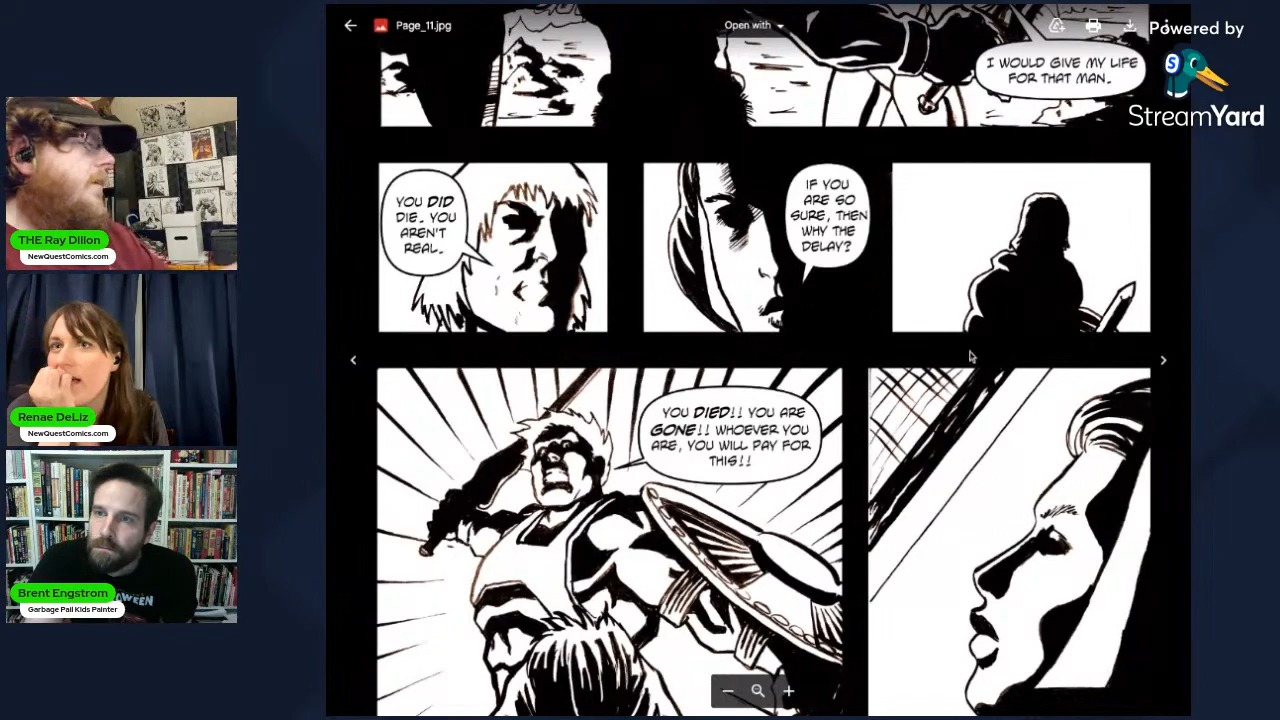 Page_11.jpg
Open with
Powered by
S
StreamYard
I WOULD GIVE MY LIFE
FOR THAT MAN.
YOU DID
DIE. YOU
AREN'T
REAL.
IF YOU
ARE SO
SURE, THEN
WHY THE
DELAY?
YOU DIED!! YOU ARE
GONE!! WHOEVER YOU
ARE, YOU WILL PAY FOR
THIS!!
THE Ray Dillon
NewQuestComics.com
Renae DeLiz
NewQuestComics.com
Brent Engstrom
Garbage Pail Kids Painter